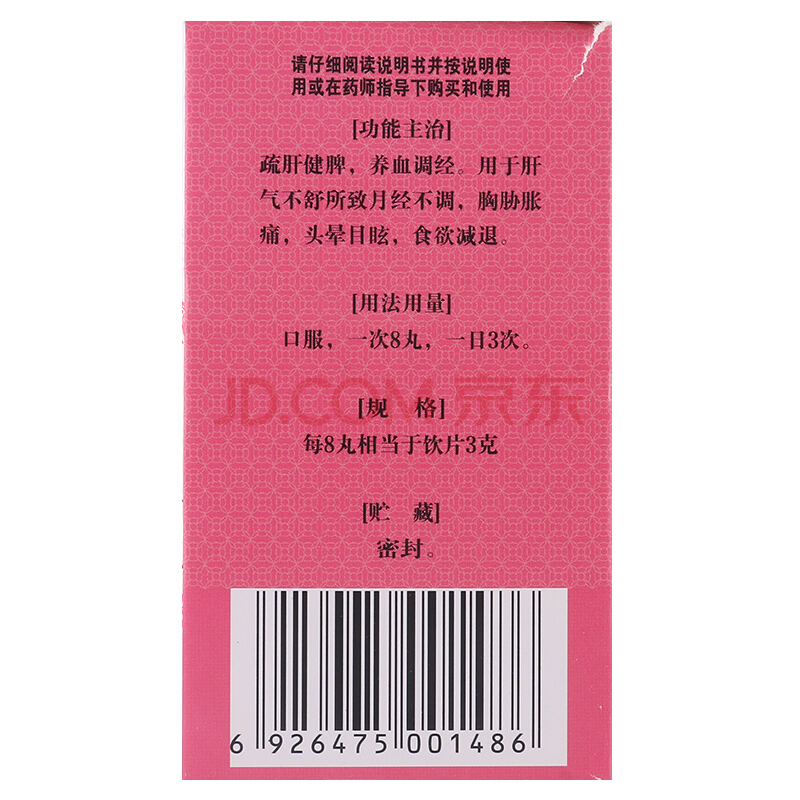 请仔细阅读说明书并按说明使
用或在药师指导下购买和使用
[功能主治]
疏肝健脾，养血调经。用于肝
气不舒所致月经不调，胸胁胀
痛，头晕目眩，食欲减退。
[用法用量]
口服，一次8丸，一日3次。
JD.COM 京东
[规 格]
每8丸相当于饮片3克
[贮 藏]
密封。
6 926475 001486